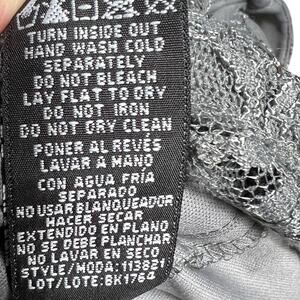 TURN INSIDE OUT
HAND WASH COLD
SEPARATELY
DO NOT BLEACH
LAY FLAT TO DRY
DO NOT IRON
DO NOT DRY CLEAN
PONER AL REVÉS
LAVAR A MANO
CON AGUA FRÍA
SEPARADO
NO USAR BLANQUEADOR
HACER SECAR
EXTENDIDO EN PLANO
NO SE DEBE PLANCHAR
NO LAVAR EN SECO
STYLE/MODA: 113821
LOT/LOTE: BK1764